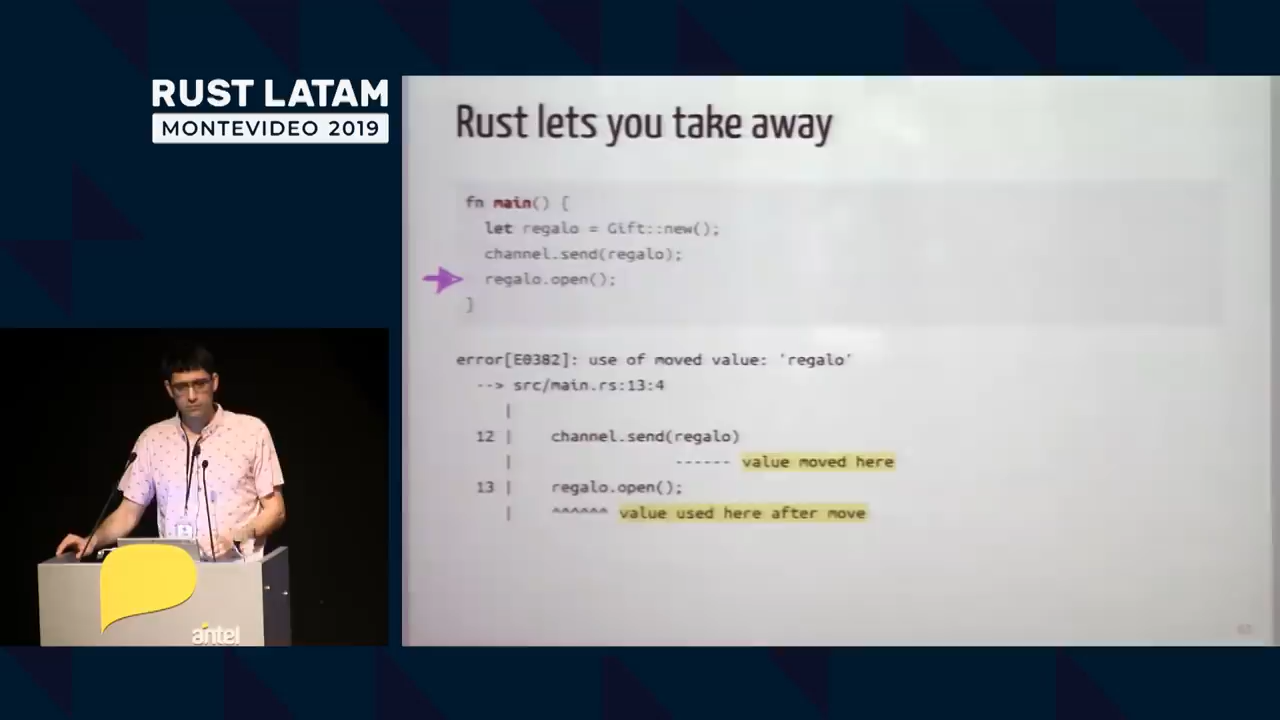 RUST LATAM
MONTEVIDEO 2019
Rust lets you take away
fn main() {
let regalo = Gift::new();
channel.send(regalo);
regalo.open();
}
error[E0382]: use of moved value: 'regalo'
--> src/main.rs:13:4
|
12 | channel.send(regalo)
| ------ value moved here
13 | regalo.open();
| ^^^^^^ value used here after move
antel